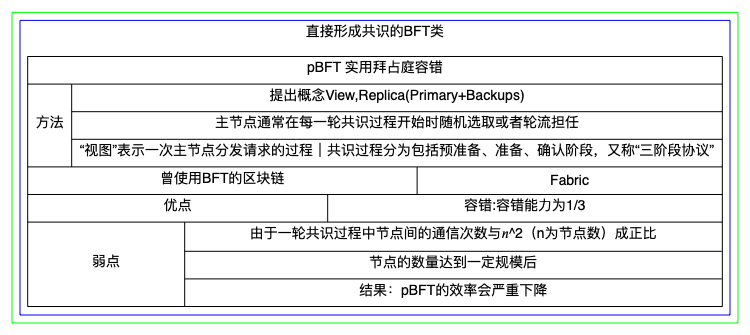 直接形成共识的BFT类
pBFT 实用拜占庭容错
方法
提出概念View,Replica(Primary+Backups)
主节点通常在每一轮共识过程开始时随机选取或者轮流担任
“视图”表示一次主节点分发请求的过程｜共识过程分为包括预准备、准备、确认阶段，又称“三阶段协议”
曾使用BFT的区块链
Fabric
优点
容错:容错能力为1/3
弱点
由于一轮共识过程中节点间的通信次数与n^2（n为节点数）成正比
节点的数量达到一定规模后
结果：pBFT的效率会严重下降